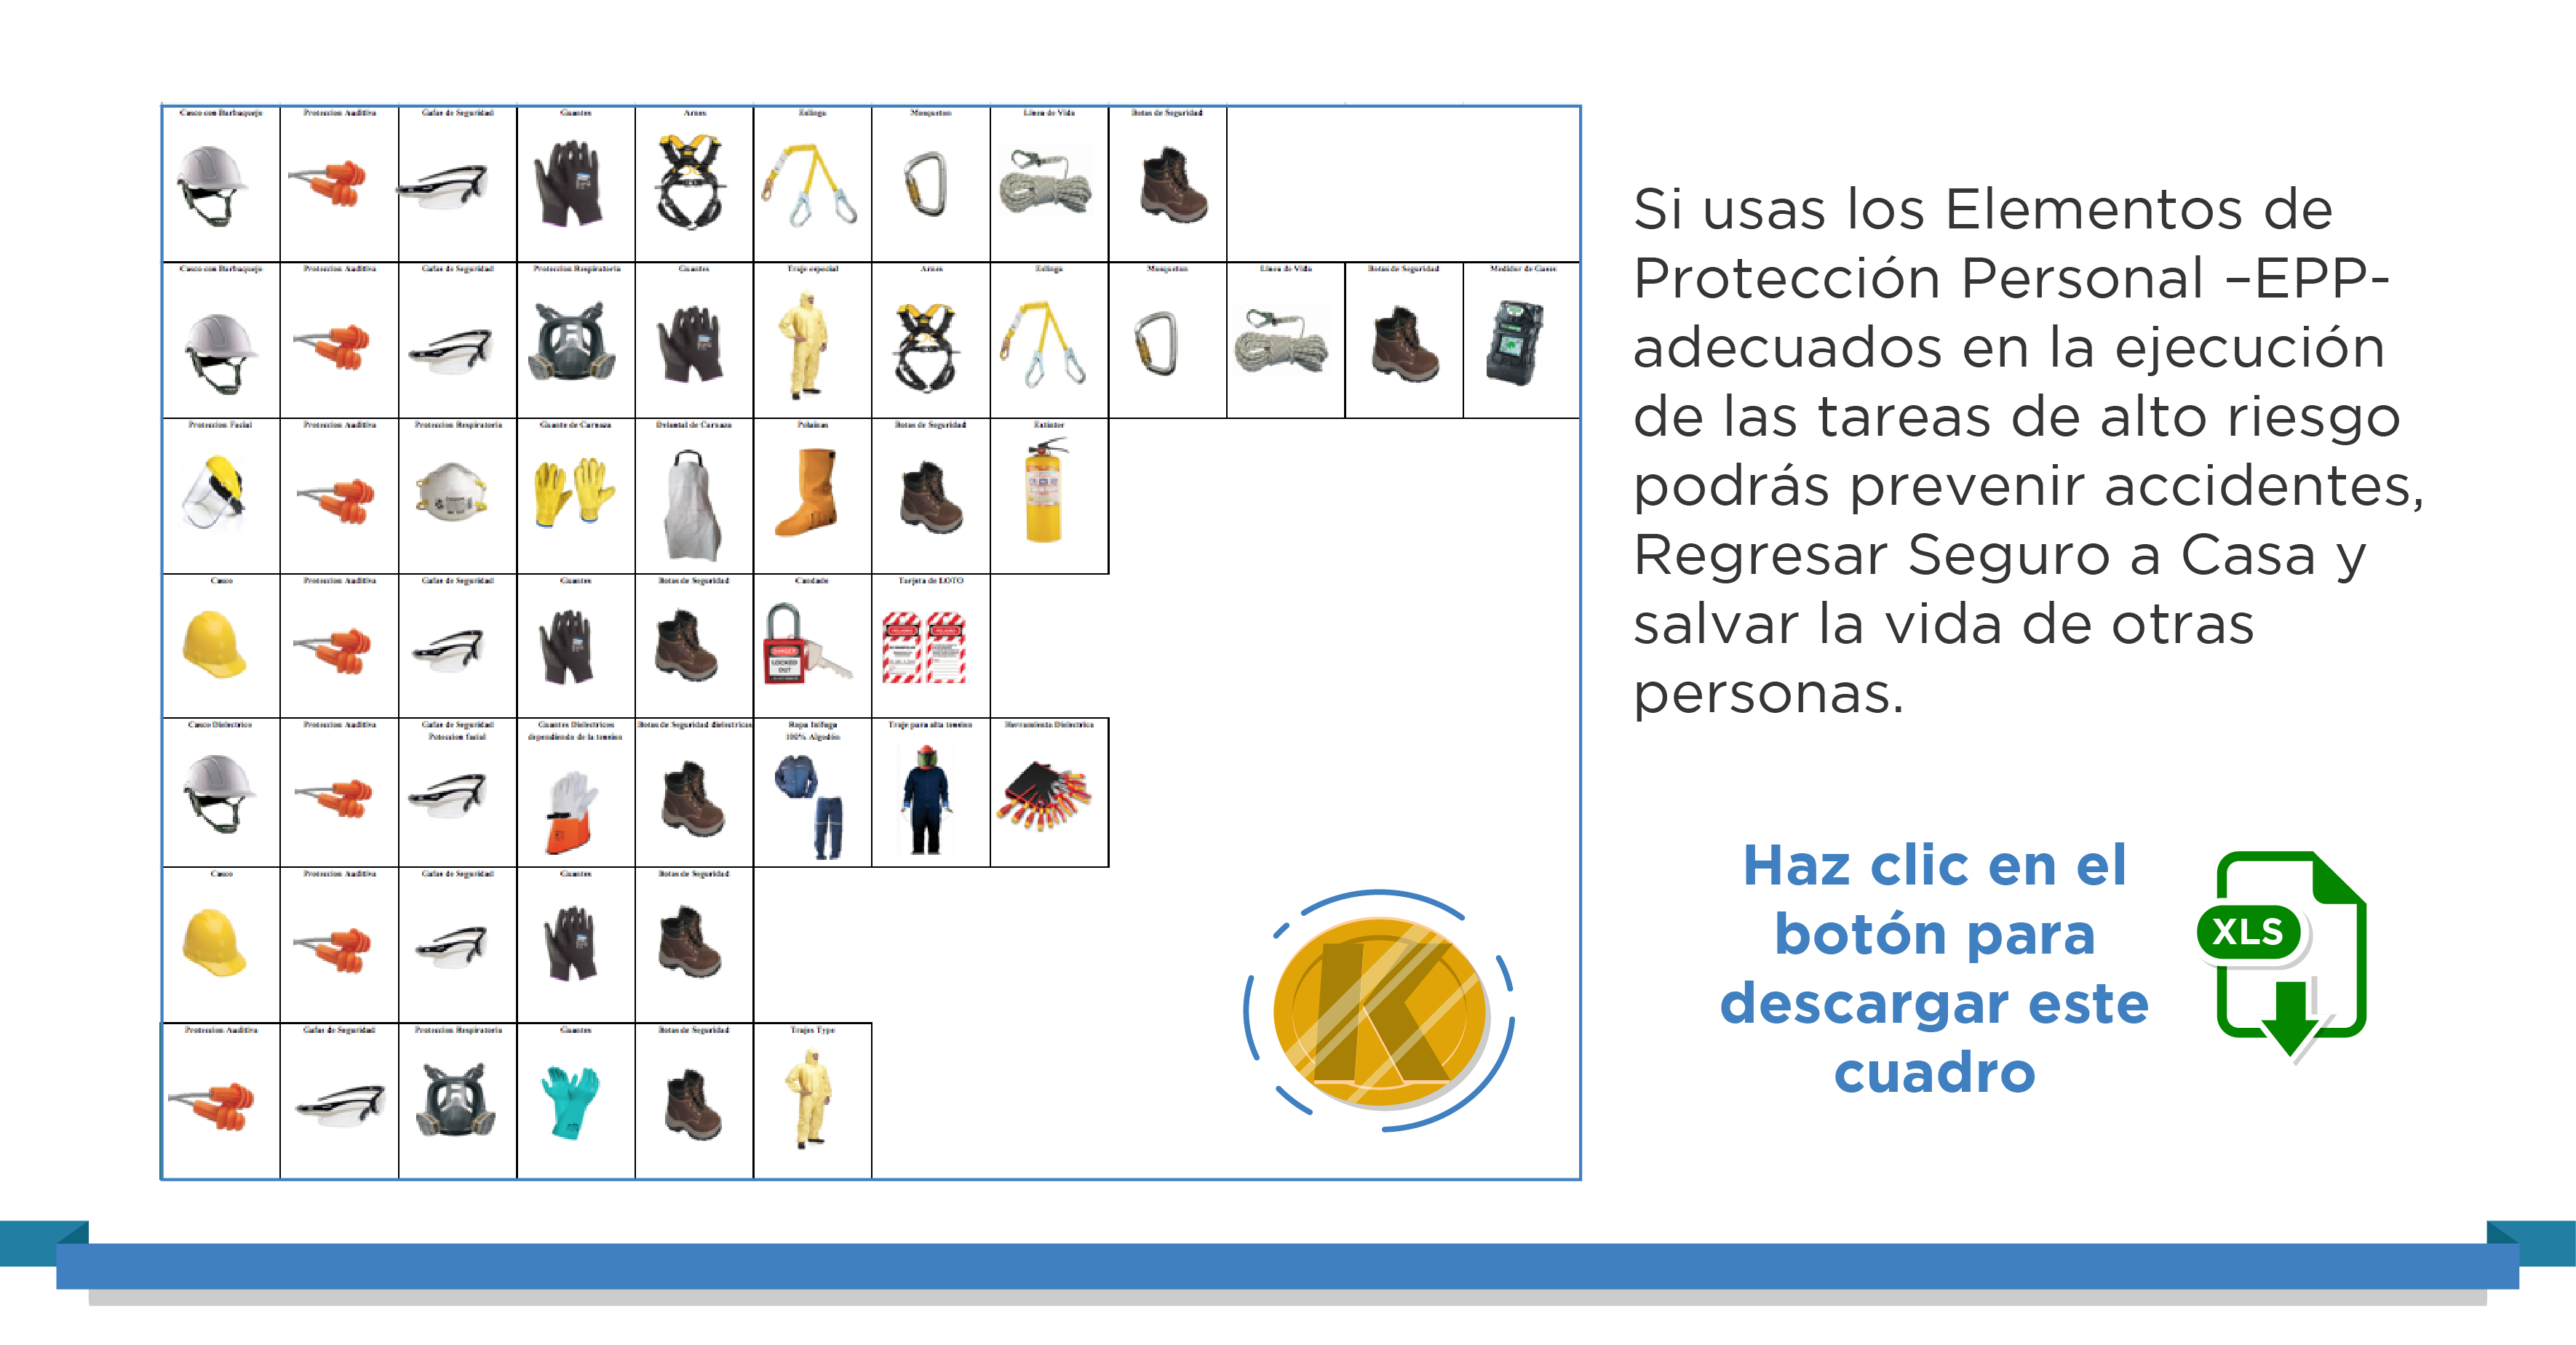 Casco con Barbuquejo Proteccion Auditiva Gafas de Seguridad Guantes Arnes Eslinga Mosqueton Linea de Vida Botas de Seguridad
Casco con Barbuquejo Proteccion Auditiva Gafas de Seguridad Proteccion Respiratoria Guantes Traje especial Arnes Eslinga Mosqueton Linea de Vida Botas de Seguridad Medidor de Gases
Proteccion Facial Proteccion Auditiva Proteccion Respiratoria Guante de Carnaza Delantal de Carnaza Polainas Botas de Seguridad Extintor
Casco Proteccion Auditiva Gafas de Seguridad Guantes Botas de Seguridad Candado Tarjeta de LOTO
DANGER
LOCKED
OUT
Casco Dielectrico Proteccion Auditiva Gafas de Seguridad Guantes Dielectricos Botas de Seguridad dielectricas Ropa Inifuga Traje para alta tension Herramienta Dielectrica
Poteccion facial dependiendo de la tension 100% Algodón
Casco Proteccion Auditiva Gafas de Seguridad Guantes Botas de Seguridad
Proteccion Auditiva Gafas de Seguridad Proteccion Respiratoria Guantes Botas de Seguridad Trajes Type
K
Si usas los Elementos de
Protección Personal –EPP-
adecuados en la ejecución
de las tareas de alto riesgo
podrás prevenir accidentes,
Regresar Seguro a Casa y
salvar la vida de otras
personas.
Haz clic en el
botón para
descargar este
cuadro
XLS